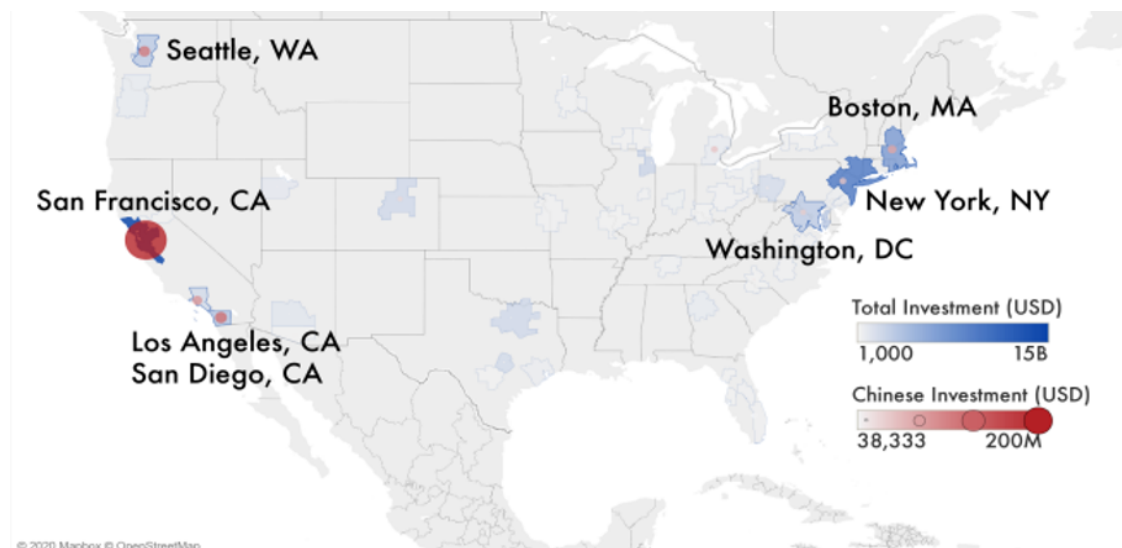 Seattle, WA
Boston, MA
San Francisco, CA
New York, NY
Washington, DC
Total Investment (USD)
1,000 15B
Los Angeles, CA
San Diego, CA
Chinese Investment (USD)
38,333 200M
© 2020 Mapbox © OpenStreetMap